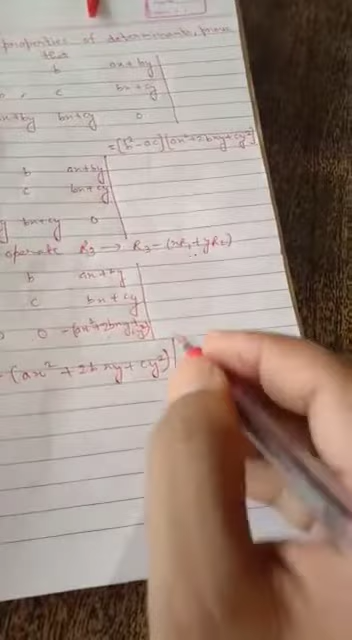 properties of determinants, prove
that
b ax+by
c bx+cy
ax+by bx+cy 0
=[b²-ac][ax²+2bxy+cy²]
b ax+by
c bx+cy
bx+cy 0
operate R₃ → R₃-(xR₁+yR₂)
b ax+by
c bx+cy
0 -(ax²+2bxy+cy²)
-(ax²+2bxy+cy²)